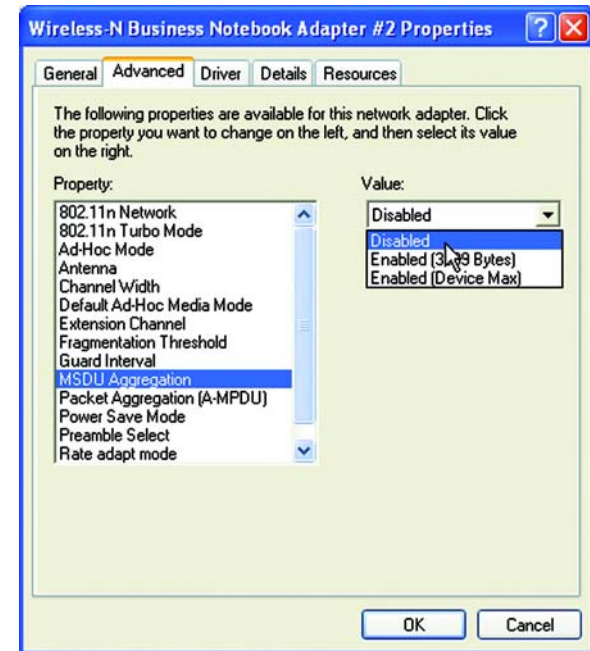 Wireless-N Business Notebook Adapter #2 Properties
General Advanced Driver Details Resources
The following properties are available for this network adapter. Click
the property you want to change on the left, and then select its value
on the right.
Property:
802.11n Network
802.11n Turbo Mode
Ad-Hoc Mode
Antenna
Channel Width
Default Ad-Hoc Media Mode
Extension Channel
Fragmentation Threshold
Guard Interval
MSDU Aggregation
Packet Aggregation (A-MPDU)
Power Save Mode
Preamble Select
Rate adapt mode
Value:
Disabled
Disabled
Enabled ( Bytes)
Enabled (Device Max)
OK Cancel